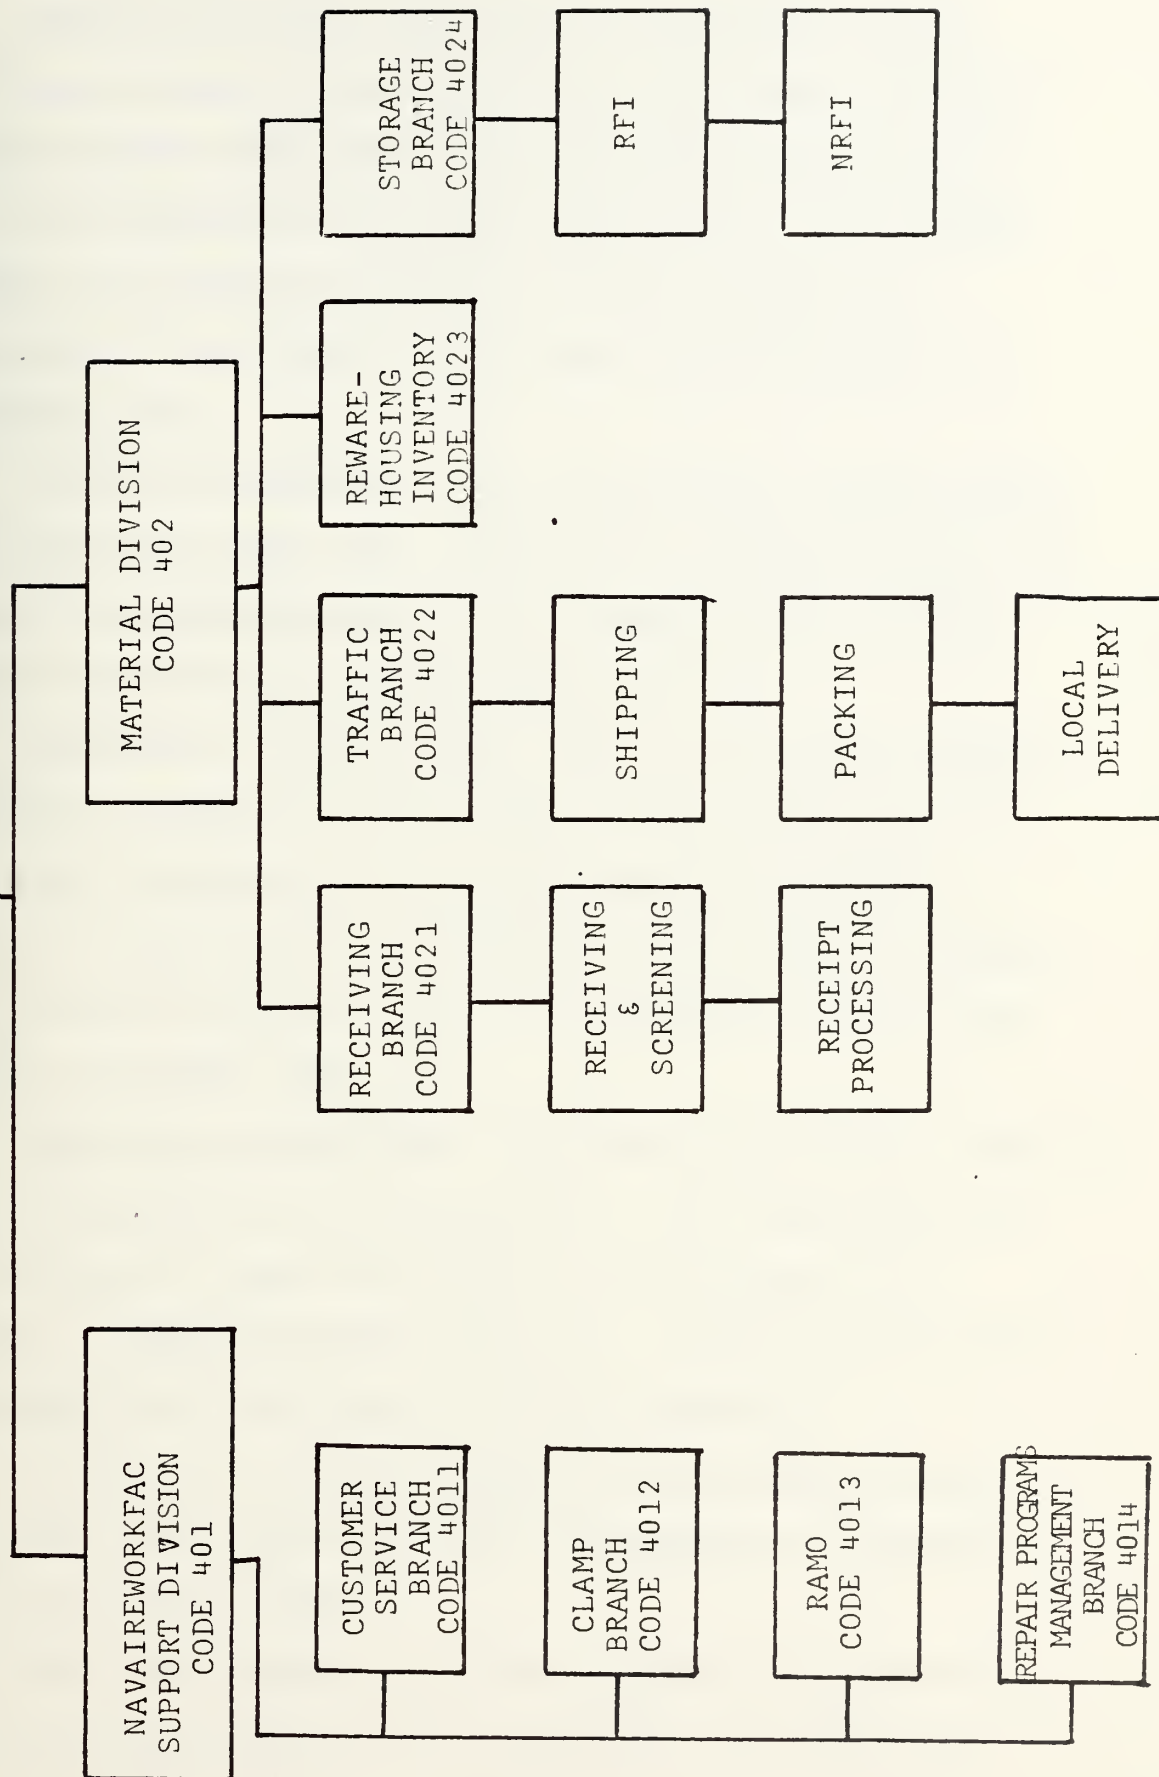 NAVAIREWORKFAC
SUPPORT DIVISION
CODE 401
CUSTOMER
SERVICE
BRANCH
CODE 4011
CLAMP
BRANCH
CODE 4012
RAMO
CODE 4013
REPAIR PROGRAMS
MANAGEMENT
BRANCH
CODE 4014
MATERIAL DIVISION
CODE 402
RECEIVING
BRANCH
CODE 4021
RECEIVING
&
SCREENING
RECEIPT
PROCESSING
TRAFFIC
BRANCH
CODE 4022
SHIPPING
PACKING
LOCAL
DELIVERY
REWARE-
HOUSING
INVENTORY
CODE 4023
STORAGE
BRANCH
CODE 4024
RFI
NRFI